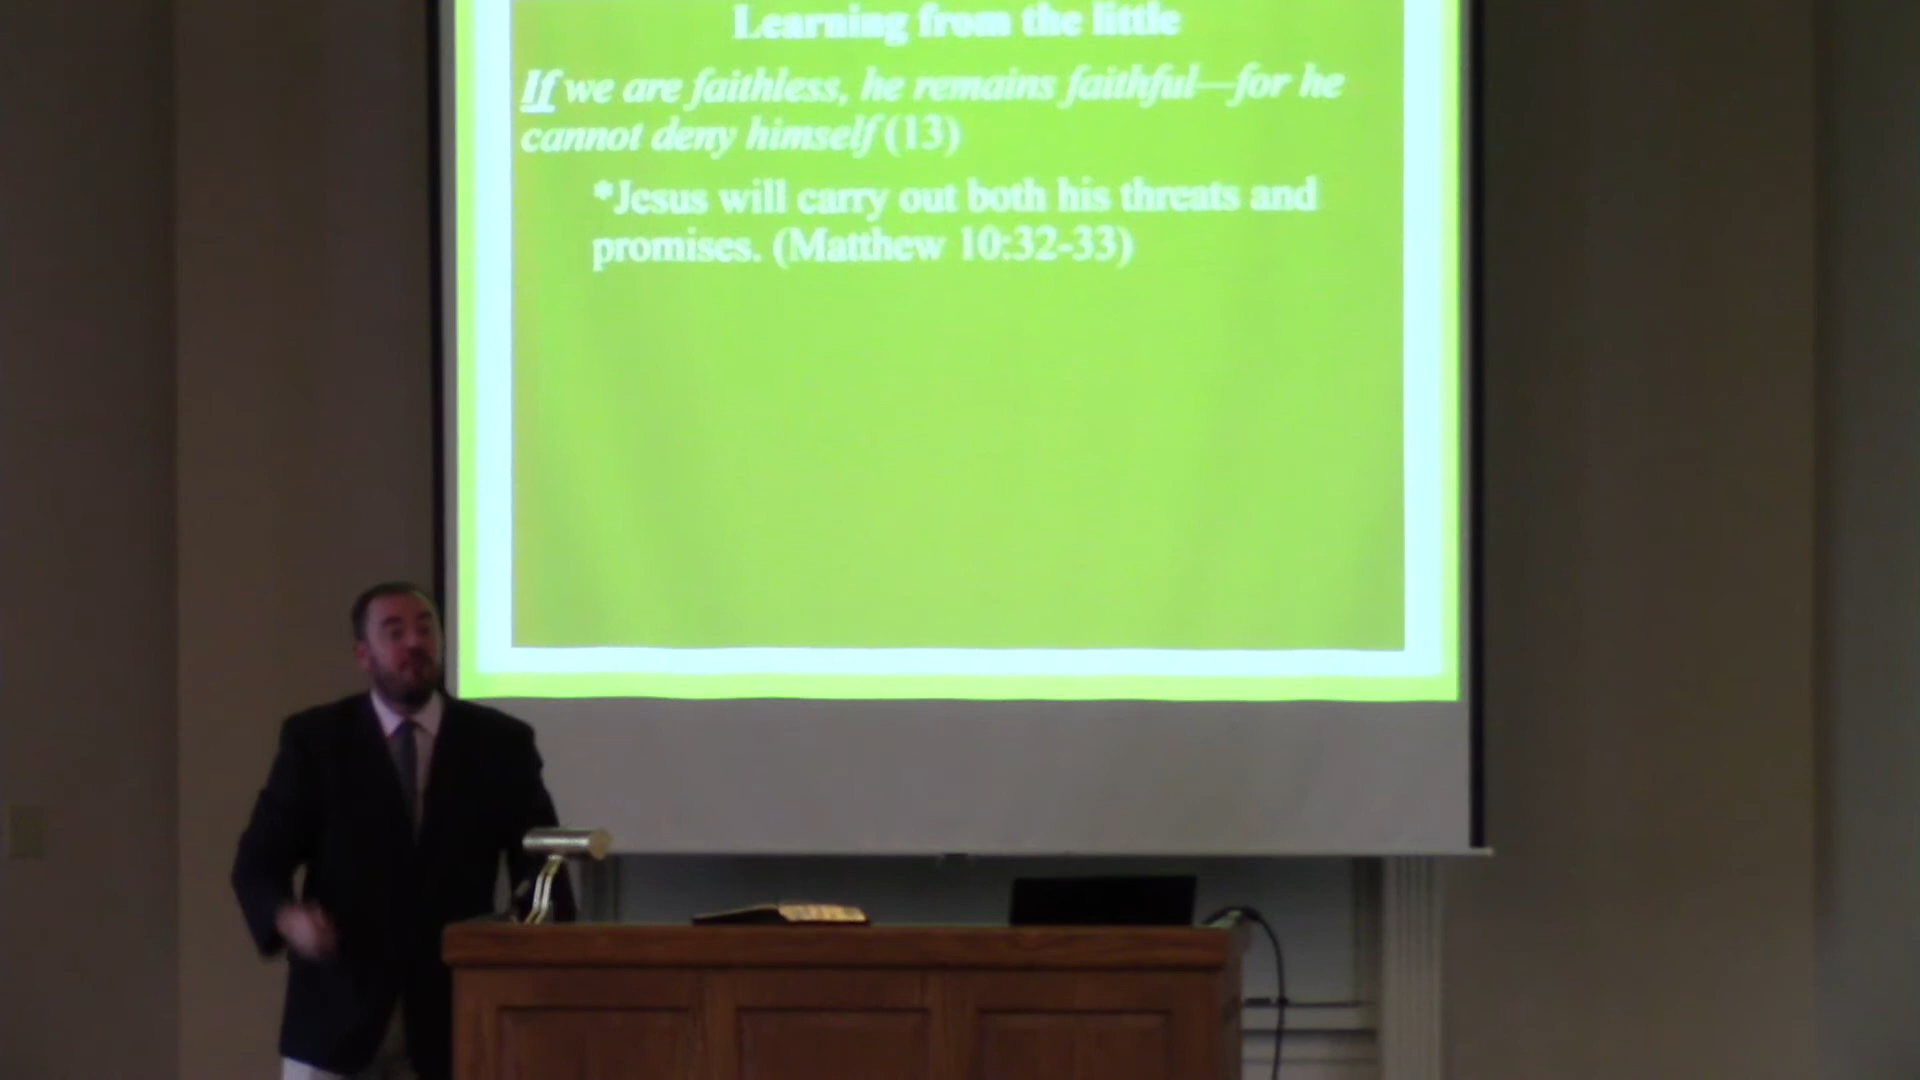 Learning from the little
If we are faithless, he remains faithful—for he
cannot deny himself (13)
*Jesus will carry out both his threats and
promises. (Matthew 10:32-33)